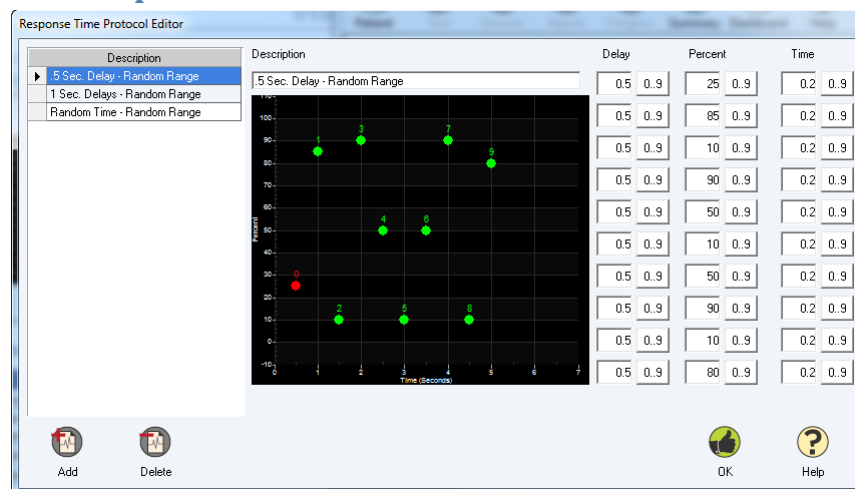 Response Time Protocol Editor
Description
.5 Sec. Delay - Random Range
1 Sec. Delays - Random Range
Random Time - Random Range
Description Delay Percent Time
.5 Sec. Delay - Random Range 0.5 0..9 25 0..9 0.2 0..9
0.5 0..9 85 0..9 0.2 0..9
0.5 0..9 10 0..9 0.2 0..9
0.5 0..9 90 0..9 0.2 0..9
0.5 0..9 50 0..9 0.2 0..9
0.5 0..9 10 0..9 0.2 0..9
0.5 0..9 50 0..9 0.2 0..9
0.5 0..9 90 0..9 0.2 0..9
0.5 0..9 10 0..9 0.2 0..9
0.5 0..9 80 0..9 0.2 0..9
110
100
90
80
70
60
50
40
30
20
10
0
-10
Percent
3 7
1 9
4 6
0
2 5 8
0 1 2 3 4 5 6 7
Time (Seconds)
Add Delete OK Help